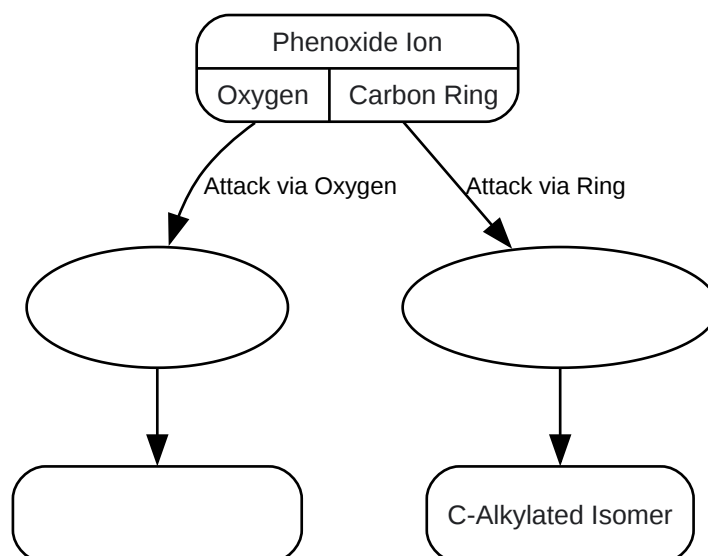 Phenoxide Ion
Oxygen
Carbon Ring
Attack via Oxygen
Attack via Ring
C-Alkylated Isomer